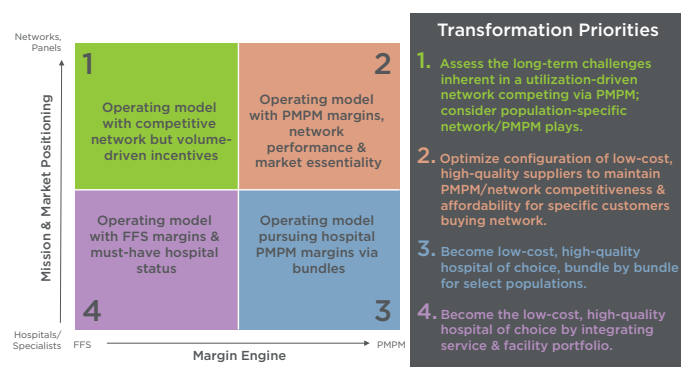 Networks,
Panels
Mission & Market Positioning
Hospitals/
Specialists
1
Operating model
with competitive
network but volume-
driven incentives
2
Operating model
with PMPM margins,
network
performance &
market essentiality
Operating model
with FFS margins &
must-have hospital
status
4
Operating model
pursuing hospital
PMPM margins via
bundles
3
FFS
PMPM
Margin Engine
Transformation Priorities
1. Assess the long-term challenges
inherent in a utilization-driven
network competing via PMPM;
consider population-specific
network/PMPM plays.
2. Optimize configuration of low-cost,
high-quality suppliers to maintain
PMPM/network competitiveness &
affordability for specific customers
buying network.
3. Become low-cost, high-quality
hospital of choice, bundle by bundle
for select populations.
4. Become the low-cost, high-quality
hospital of choice by integrating
service & facility portfolio.